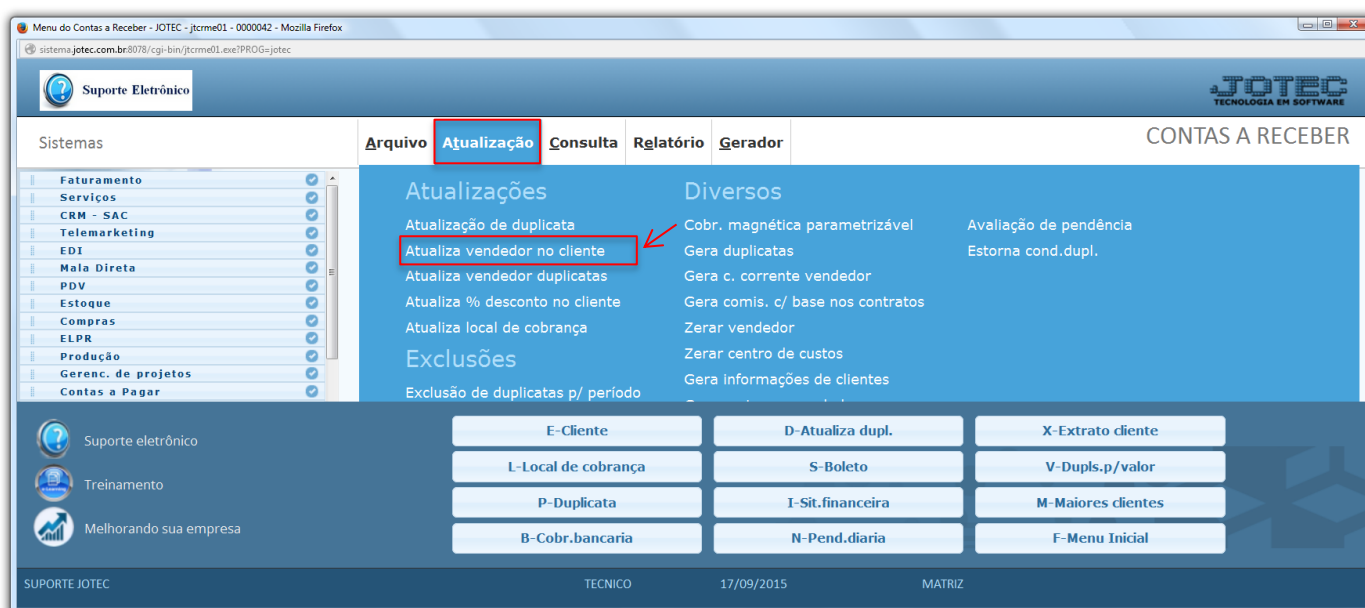 Menu do Contas a Receber - JOTEC - jtcrme01 - 0000042 - Mozilla Firefox
sistema.jotec.com.br:8078/cgi-bin/jtcrme01.exe?PROG=jotec
Suporte Eletrônico
JOTEC
TECNOLOGIA EM SOFTWARE
Sistemas
Arquivo Atualização Consulta Relatório Gerador
CONTAS A RECEBER
Faturamento
Serviços
CRM - SAC
Telemarketing
EDI
Mala Direta
PDV
Estoque
Compras
ELPR
Produção
Gerenc. de projetos
Contas a Pagar
Atualizações
Atualização de duplicata
Atualiza vendedor no cliente
Atualiza vendedor duplicatas
Atualiza % desconto no cliente
Atualiza local de cobrança
Exclusões
Exclusão de duplicatas p/ período
Diversos
Cobr. magnética parametrizável
Gera duplicatas
Gera c. corrente vendedor
Gera comis. c/ base nos contratos
Zerar vendedor
Zerar centro de custos
Gera informações de clientes
Avaliação de pendência
Estorna cond.dupl.
Suporte eletrônico
Treinamento
Melhorando sua empresa
E-Cliente D-Atualiza dupl. X-Extrato cliente
L-Local de cobrança S-Boleto V-Dupls.p/valor
P-Duplicata I-Sit.financeira M-Maiores clientes
B-Cobr.bancaria N-Pend.diaria F-Menu Inicial
SUPORTE JOTEC TECNICO 17/09/2015 MATRIZ